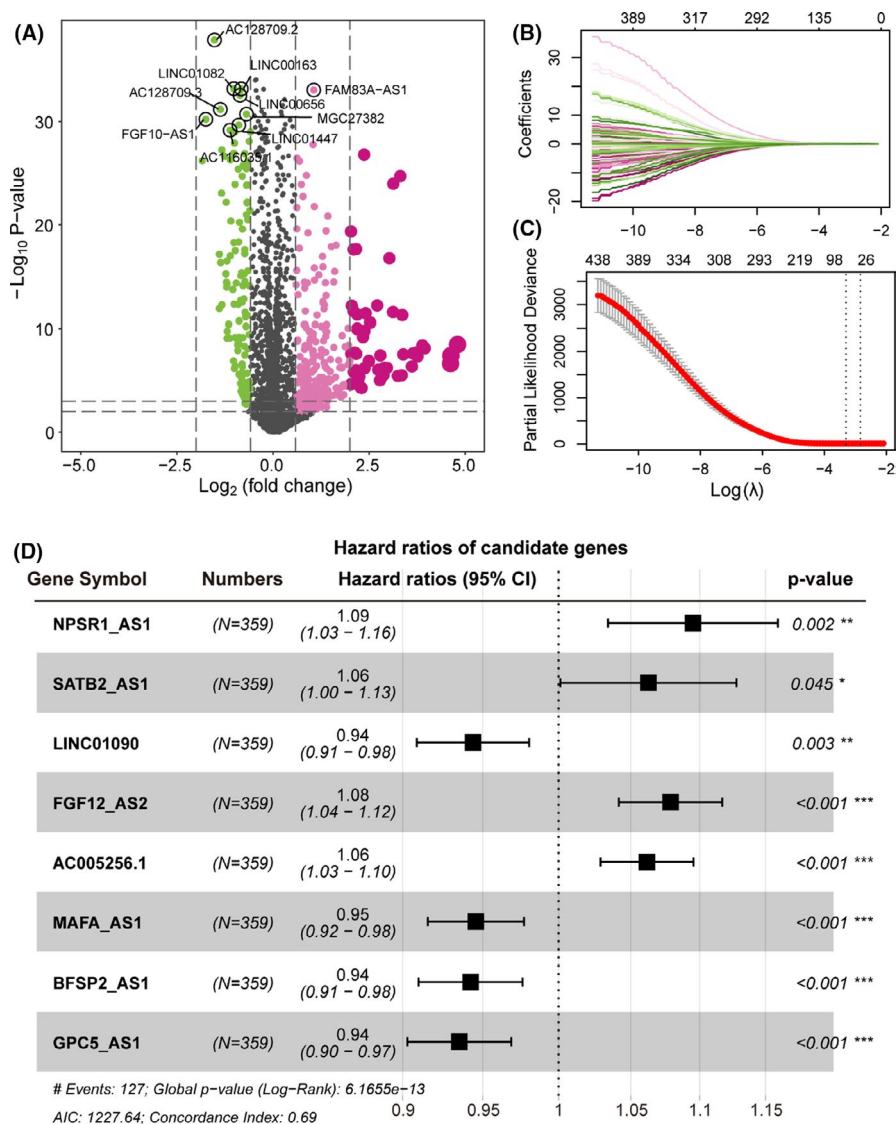 (A)
AC128709.2
LINC01082
LINC00163
AC128709.3
FAM83A-AS1
LINC00656
MGC27382
FGF10-AS1
LINC01447
AC116035.1
−Log10 P-value
30
20
10
0
−5.0
−2.5
0.0
2.5
5.0
Log2 (fold change)
(B)
389 317 292 135 0
Coefficients
30
10
0
−10
−20
−10 −8 −6 −4 −2
(C)
438 389 334 308 293 219 98 26
Partial Likelihood Deviance
3000
2000
1000
0
−10 −8 −6 −4 −2
Log(λ)
(D)
Hazard ratios of candidate genes
Gene Symbol Numbers Hazard ratios (95% CI) p-value
NPSR1_AS1 (N=359) 1.09 0.002 **
(1.03 − 1.16)
SATB2_AS1 (N=359) 1.06 0.045 *
(1.00 − 1.13)
LINC01090 (N=359) 0.94 0.003 **
(0.91 − 0.98)
FGF12_AS2 (N=359) 1.08 <0.001 ***
(1.04 − 1.12)
AC005256.1 (N=359) 1.06 <0.001 ***
(1.03 − 1.10)
MAFA_AS1 (N=359) 0.95 <0.001 ***
(0.92 − 0.98)
BFSP2_AS1 (N=359) 0.94 <0.001 ***
(0.91 − 0.98)
GPC5_AS1 (N=359) 0.94 <0.001 ***
(0.90 − 0.97)
# Events: 127; Global p-value (Log-Rank): 6.1655e-13
AIC: 1227.64; Concordance Index: 0.69
0.9 0.95 1 1.05 1.1 1.15